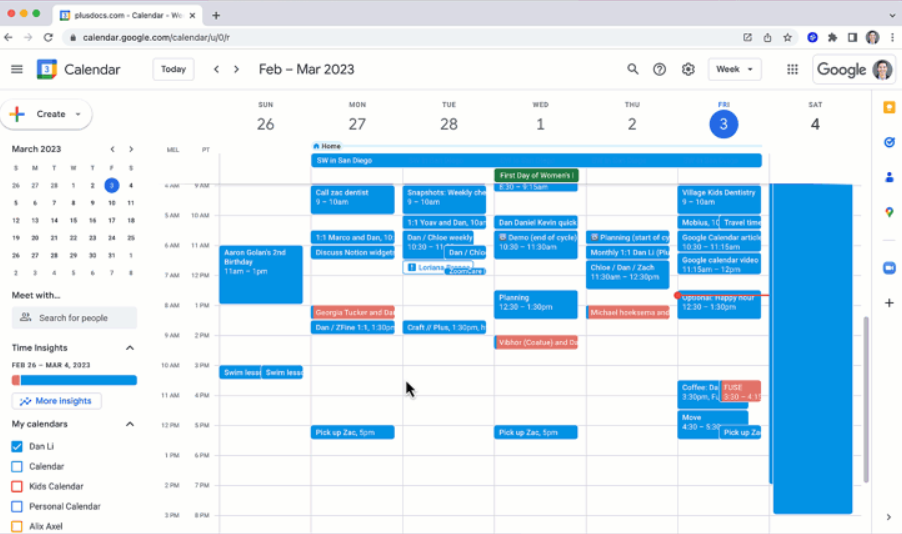 plusdocs.com - Calendar - We
calendar.google.com/calendar/u/0/r
Calendar
Today
Feb – Mar 2023
Week
Google
Create
March 2023
S M T W T F S
26 27 28 1 2 3 4
5 6 7 8 9 10 11
12 13 14 15 16 17 18
19 20 21 22 23 24 25
26 27 28 29 30 31 1
2 3 4 5 6 7 8
Meet with...
Search for people
Time Insights
FEB 26 – MAR 4, 2023
More insights
My calendars
Dan Li
Calendar
Kids Calendar
Personal Calendar
Alix Axel
SUN MON TUE WED THU FRI SAT
26 27 28 1 2 3 4
MEL PT
Home
SW in San Diego
First Day of Women's
8:30 – 9:15am
9 AM
5 AM 10 AM
6 AM 11 AM
7 AM 12 PM
8 AM 1 PM
9 AM 2 PM
10 AM 3 PM
11 AM 4 PM
12 PM 5 PM
1 PM 6 PM
2 PM 7 PM
3 PM 8 PM
Aaron Golan's 2nd
Birthday
11am – 1pm
Swim less
Swim less
Call zac dentist
9 – 10am
1:1 Marco and Dan, 10
Discuss Notion widget
Georgia Tucker and Da
Dan / ZFine 1:1, 1:30p
Pick up Zac, 5pm
Snapshots: Weekly che
9 – 10am
1:1 Yoav and Dan, 10a
Dan / Chloe weekly
10:30 – 11
Dan / Chlo
Loriana
ZoomCare
Craft // Plus, 1:30pm, h
Dan Daniel Kevin quick
Demo (end of cycle)
10:30 – 11:30am
Planning
12:30 – 1:30pm
Vibhor (Coatue) and Da
Pick up Zac, 5pm
Planning (start of cy
Monthly 1:1 Dan Li (Pl
Chloe / Dan / Zach
11:30am – 12:30pm
Michael hoeksema and
Village Kids Dentistry
9 – 10am
Mobius, 10
Travel time
Google Calendar article
10:30 – 11:15am
Google calendar video
11:15am – 12pm
Optional: Happy hour
12:30 – 1:30pm
Coffee: Da
3:30pm, Fu
FUSE
3:30 – 4:15
Move
4:30 – 5:30
Pick up Za